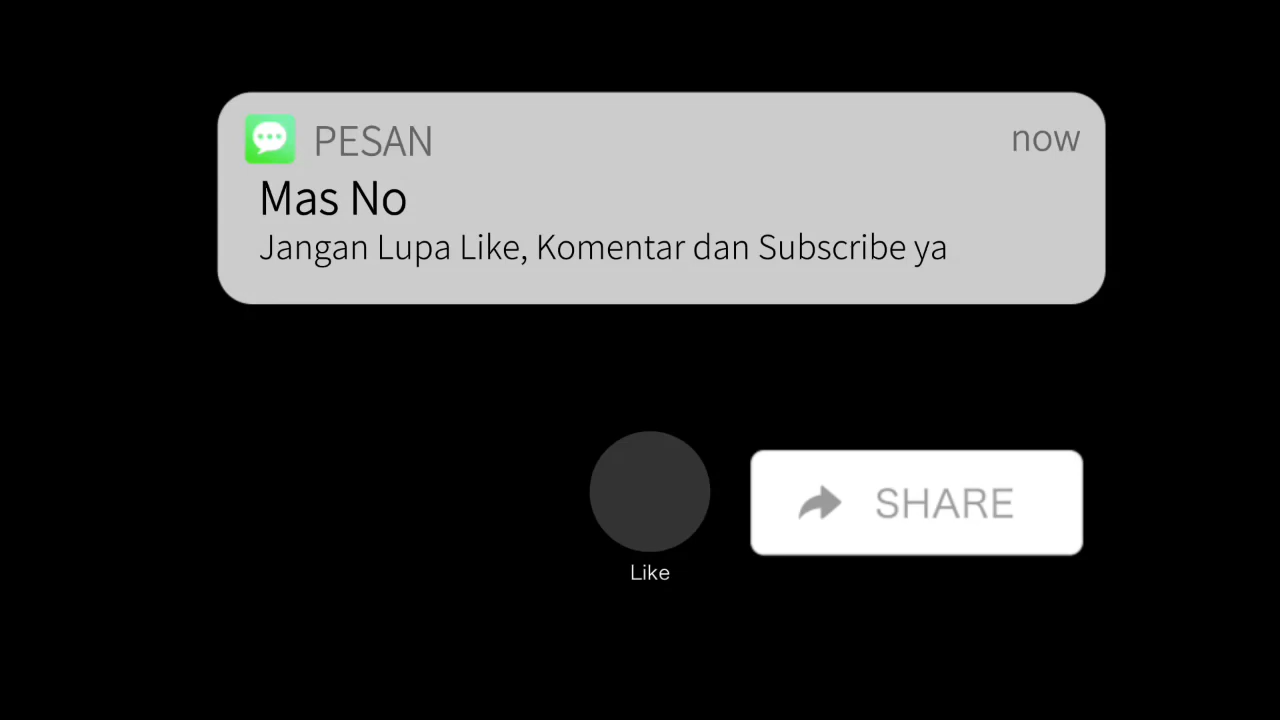 PESAN now
Mas No
Jangan Lupa Like, Komentar dan Subscribe ya
SHARE
Like